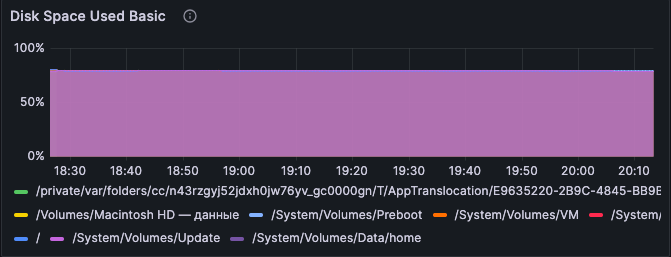 Disk Space Used Basic
100%
50%
0%
18:30 18:40 18:50 19:00 19:10 19:20 19:30 19:40 19:50 20:00 20:10
/private/var/folders/cc/n43rzgyj52jdxh0jw76yv_gc0000gn/T/AppTranslocation/E9635220-2B9C-4845-BB9E
/Volumes/Macintosh HD — данные /System/Volumes/Preboot /System/Volumes/VM /System/
/ /System/Volumes/Update /System/Volumes/Data/home